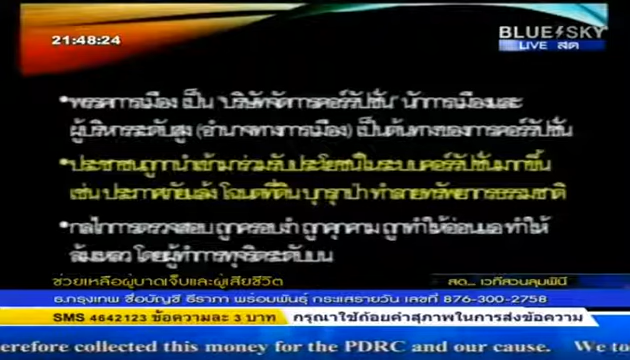 21:48:24
BLUE SKY
LIVE สด
•พรรคการเมือง เป็น "บริษัทจัดการคอร์รัปชั่น" นักการเมืองและ
ผู้บริหารระดับสูง (อำนาจทางการเมือง) เป็นต้นทางของการคอร์รัปชั่น
•ประชาชนถูกนำเข้ามาร่วมรับประโยชน์ในระบบคอร์รัปชั่นมากขึ้น
เช่น ประกาศภัยแล้ง โฉนดที่ดิน บุกรุกป่า ทำลายทรัพยากรธรรมชาติ
•กลไกการตรวจสอบ ถูกครอบงำ ถูกคุกคาม ถูกทำให้อ่อนแอ ทำให้
ล้มเหลว โดยผู้ทำการทุจริตระดับบน
ช่วยเหลือผู้บาดเจ็บและผู้เสียชีวิต
สด... เวทีสวนลุมพินี
ธ.กรุงเทพ ชื่อบัญชี ธีราภา พร้อมพันธุ์ กระแสรายวัน เลขที่ 876-300-2758
SMS 4642123 ข้อความละ 3 บาท กรุณาใช้ถ้อยคำสุภาพในการส่งข้อความ
erefore collected this money for the PDRC and our cause. We to